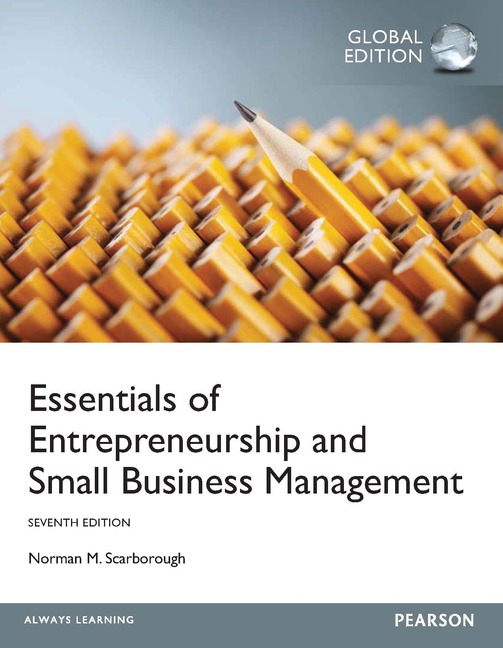 GLOBAL
EDITION
Essentials of
Entrepreneurship and
Small Business Management
SEVENTH EDITION
Norman M. Scarborough
ALWAYS LEARNING
PEARSON